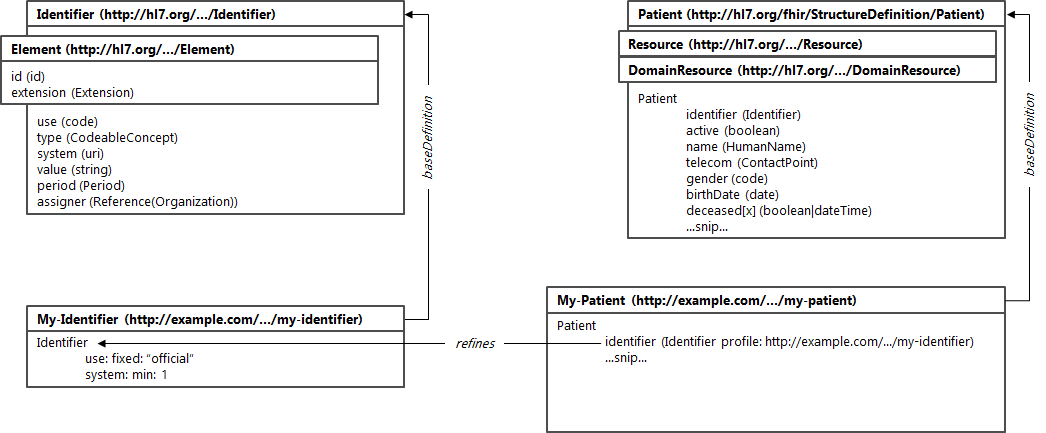 Identifier (http://hl7.org/.../Identifier)
Element (http://hl7.org/.../Element)
id (id)
extension (Extension)
use (code)
type (CodeableConcept)
system (uri)
value (string)
period (Period)
assigner (Reference(Organization))
baseDefinition
Patient (http://hl7.org/fhir/StructureDefinition/Patient)
Resource (http://hl7.org/.../Resource)
DomainResource (http://hl7.org/.../DomainResource)
Patient
identifier (Identifier)
active (boolean)
name (HumanName)
telecom (ContactPoint)
gender (code)
birthDate (date)
deceased[x] (boolean|dateTime)
...snip...
baseDefinition
My-Identifier (http://example.com/.../my-identifier)
Identifier
use: fixed: "official"
system: min: 1
refines
My-Patient (http://example.com/.../my-patient)
Patient
identifier (Identifier profile: http://example.com/.../my-identifier)
...snip...